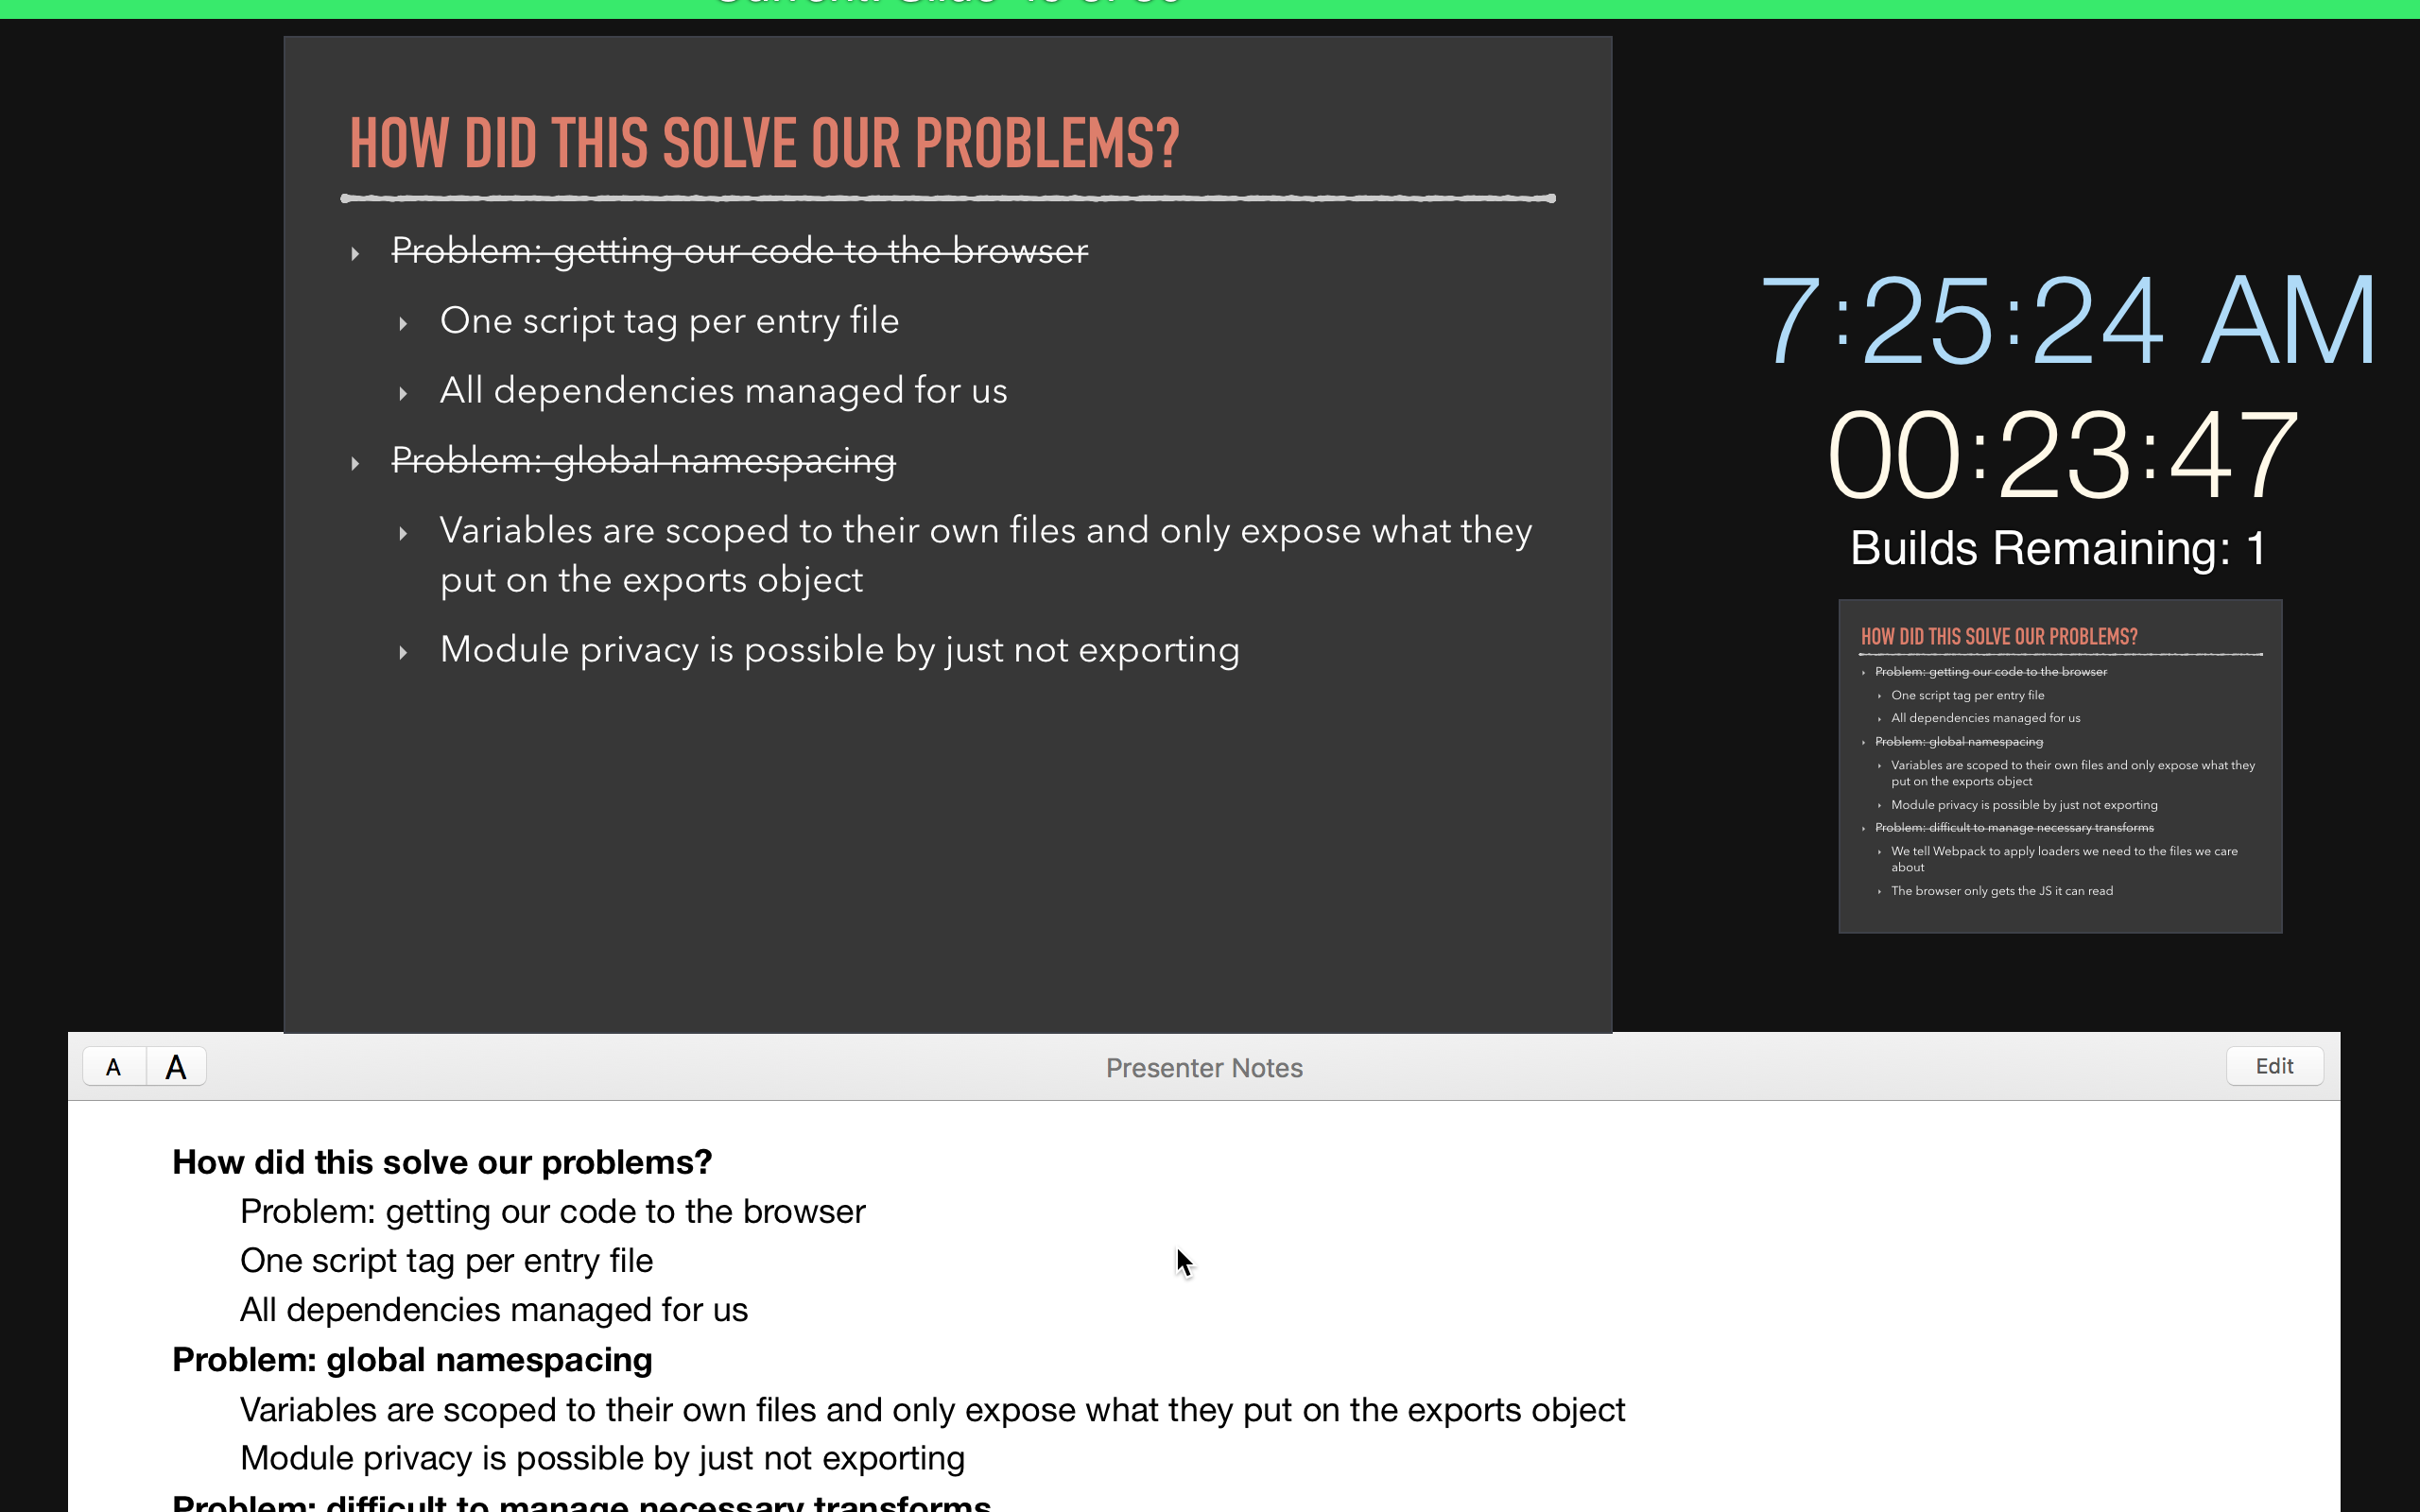 HOW DID THIS SOLVE OUR PROBLEMS?
Problem: getting our code to the browser
One script tag per entry file
All dependencies managed for us
Problem: global namespacing
Variables are scoped to their own files and only expose what they
put on the exports object
Module privacy is possible by just not exporting
7:25:24 AM
00:23:47
Builds Remaining: 1
HOW DID THIS SOLVE OUR PROBLEMS?
Problem: getting our code to the browser
One script tag per entry file
All dependencies managed for us
Problem: global namespacing
Variables are scoped to their own files and only expose what they
put on the exports object
Module privacy is possible by just not exporting
Problem: difficult to manage necessary transforms
We tell Webpack to apply loaders we need to the files we care
about
The browser only gets the JS it can read
A A Presenter Notes Edit
How did this solve our problems?
Problem: getting our code to the browser
One script tag per entry file
All dependencies managed for us
Problem: global namespacing
Variables are scoped to their own files and only expose what they put on the exports object
Module privacy is possible by just not exporting
Problem: difficult to manage necessary transforms